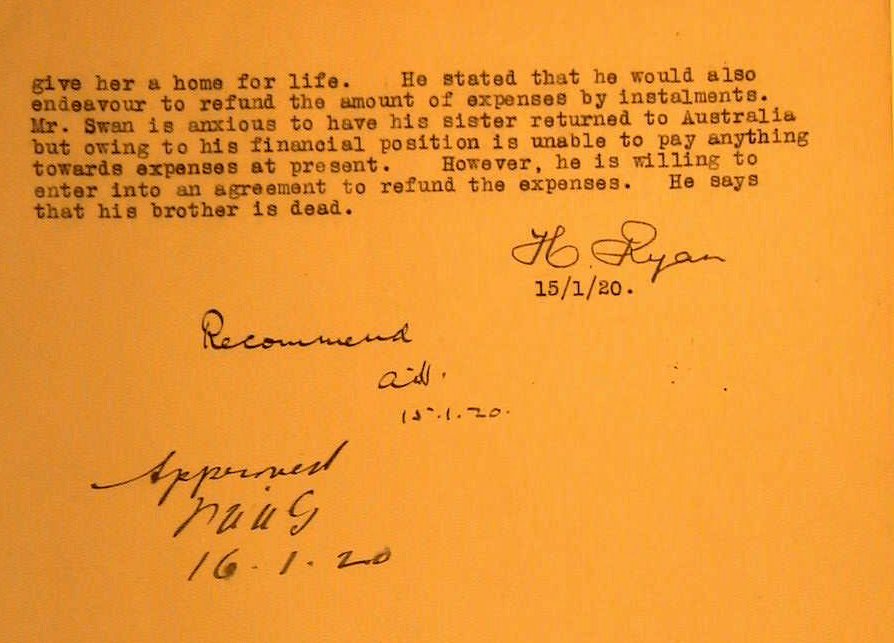 give her a home for life.    He stated that he would also
endeavour to refund the amount of expenses by instalments.
Mr. Swan is anxious to have his sister returned to Australia
but owing to his financial position is unable to pay anything
towards expenses at present.    However, he is willing to
enter into an agreement to refund the expenses.   He says
that his brother is dead.
H. Ryan
15/1/20.
Recommend
15.1.20.
Approved
16.1.20